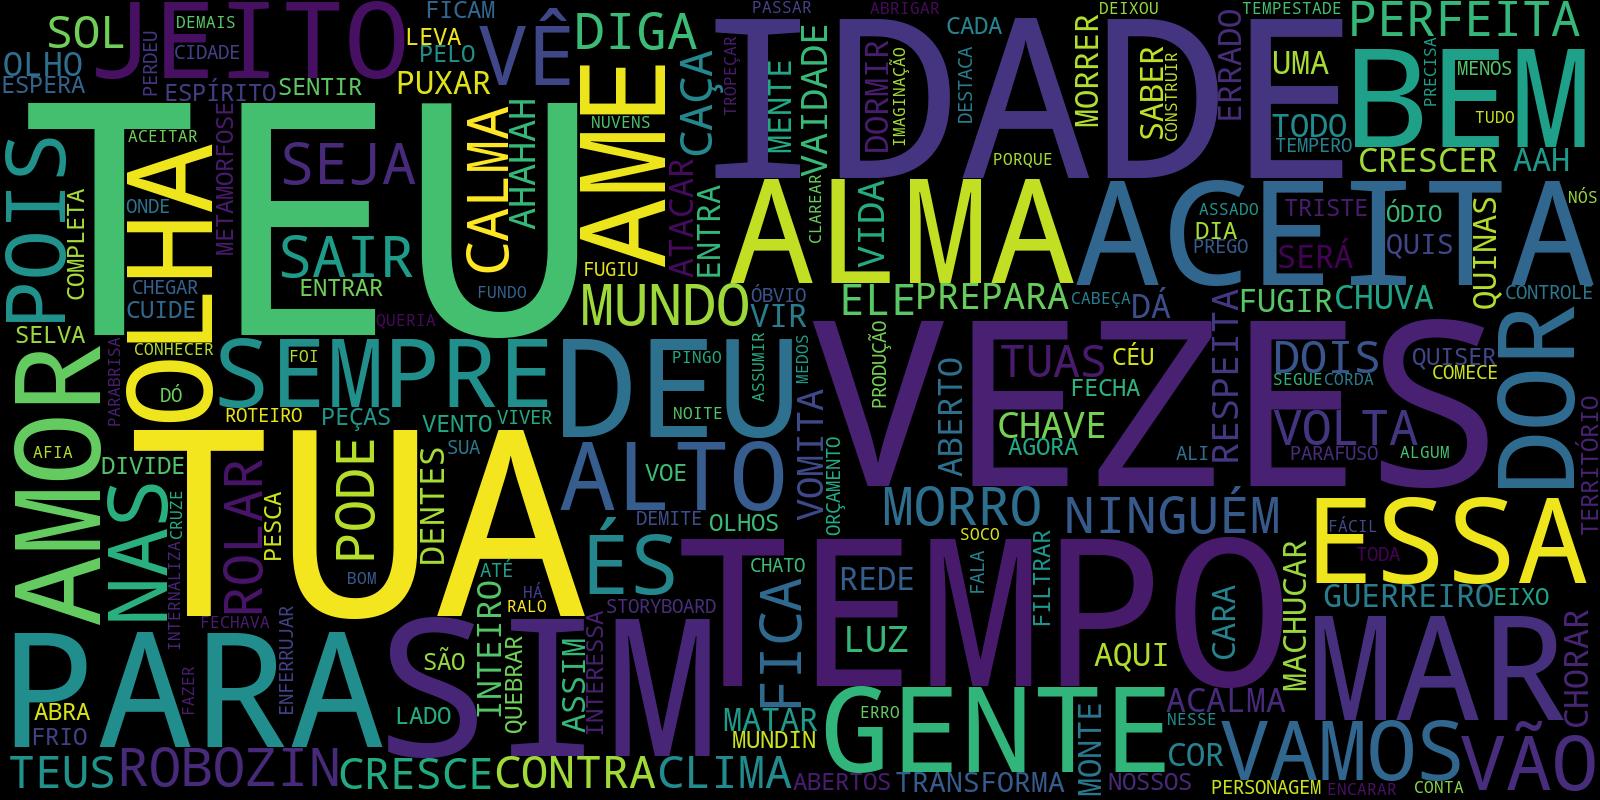 JEITO
SOL
DEMAIS
CIDADE
PERDEU
OLHO
ESPERA
ESPÍRITO
SENTIR
FICAM
LEVA
PELO
PUXAR
VÊ
DIGA
AME
NUVENS
CAÇA
PASSAR
TROPEÇAR
MENTE
VAIDADE
IDADE
ABRIGAR
DORMIR
IMAGINAÇÃO
CADA
DESTACA
PORQUE
DEIXOU
MORRER
SABER
CONSTRUIR
ERRADO
TEMPESTADE
UMA
TODO
TEMPERO
PERFEITA
BEM
PRECISA
MENOS
TUDO
CRESCER
AAH
TEU
POIS
COMPLETA
ACEITAR
ONDE
OLHA
METAMORFOSE
CHEGAR
CUIDE
SEJA
SAIR
ENTRAR
CALMA
AHAHAH
FUNDO
QUERIA
FUGIU
ATACAR
ENTRA
ALMA
CLAREAR
VIDA
ACEITA
ASSADO
DIA
PREGO
TRISTE
SERÁ
ÓDIO
QUIS
QUINAS
NÓS
CONTROLE
MUNDO
ÓBVIO
VIR
ELE
PREPARA
CABEÇA
DÁ
RESPEITA
FUGIR
CHUVA
SELVA
CONHECER
PARABRISA
AMOR
AFIA
DÓ
SEMPRE
FOI
ROTEIRO
PEÇAS
VENTO
VIVER
SUA
DEU
PINGO
NOITE
ASSUMIR
MEDOS
PRODUÇÃO
VEZES
TUAS
CÉU
FECHA
CHAVE
AGORA
ABERTO
DOIS
SEGUE
CORDA
QUISER
COMECE
VOLTA
PARAFUSO
ALGUM
ALI
DOR
TERRITÓRIO
DIVIDE
TUA
NAS
CRUZE
INTERNALIZA
ROLAR
PESCA
PODE
BOM
DENTES
ALTO
VOE
DEMITE
OLHOS
VOMITA
ORÇAMENTO
MORRO
NINGUÉM
ESSA
FÁCIL
TODA
FECHAVA
ATÉ
HÁ
RALO
ÉS
STORYBOARD
CHATO
REDE
TEMPO
SOCO
FALA
FILTRAR
CARA
MACHUCAR
GUERREIRO
EIXO
PARA
ABRA
FRIO
FAZER
ENFERRUJAR
SIM
SÃO
LADO
INTEIRO
QUEBRAR
ASSIM
INTERESSA
FICA
LUZ
AQUI
MAR
CHORAR
MATAR
MUNDIN
GENTE
ERRO
ACALMA
NESSE
COR
VAMOS
VÃO
TEUS
ROBOZIN
CRESCE
CONTRA
CLIMA
ABERTOS
TRANSFORMA
MONTE
NOSSOS
PERSONAGEM
ENCARAR
CONTA